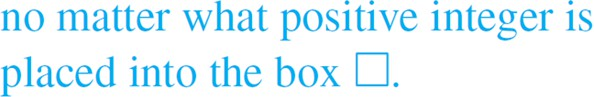 no matter what positive integer is
placed into the box □.